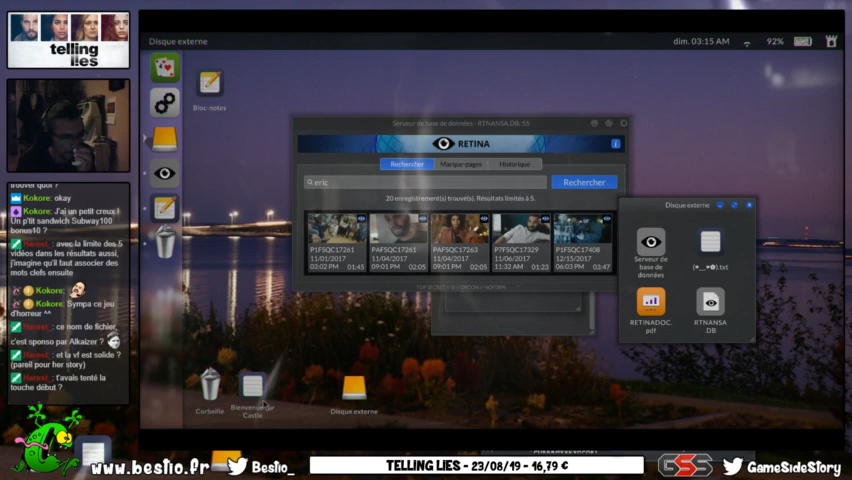 telling
lies
Disque externe
dim. 03:15 AM
92%
Bloc-notes
Serveur de base de données - RTNANSA.DB: 55
RETINA
Rechercher
Marque-pages
Historique
eric
Rechercher
20 enregistrement(s) trouvé(s). Résultats limités à 5.
P1FSQC17261
11/01/2017
03:02 PM 01:45
PAFSQC17261
11/04/2017
09:01 PM 02:05
PAFSQC17263
11/04/2017
09:01 PM 02:05
P7FSQC17329
11/06/2017
11:32 AM 01:23
P1FSQC17408
12/15/2017
06:03 PM 03:47
Disque externe
Serveur de
base de
données
RETINADOC.
pdf
RTNANSA
.DB
trouver quoi ?
Kokore: okay
Kokore: J'ai un petit creux !
Un p'tit sandwich Subway100
bonus10 ?
Harest_: avec la limite des 5
vidéos dans les résultats aussi,
j'imagine qu'il faut associer des
mots clefs ensuite
Kokore:
Kokore: Sympa ce jeu
d'horreur ^^
Harest_: ce nom de fichier,
c'est sponso par Alkaizer ?
Harest_: et la vf est solide ?
(pareil pour her story)
Harest_: t'avais tenté la
touche début ?
Corbeille
Castle
Disque externe
www.bestio.fr
Bestio_
TELLING LIES - 23/08/19 - 16,79 €
GSS
GameSideStory